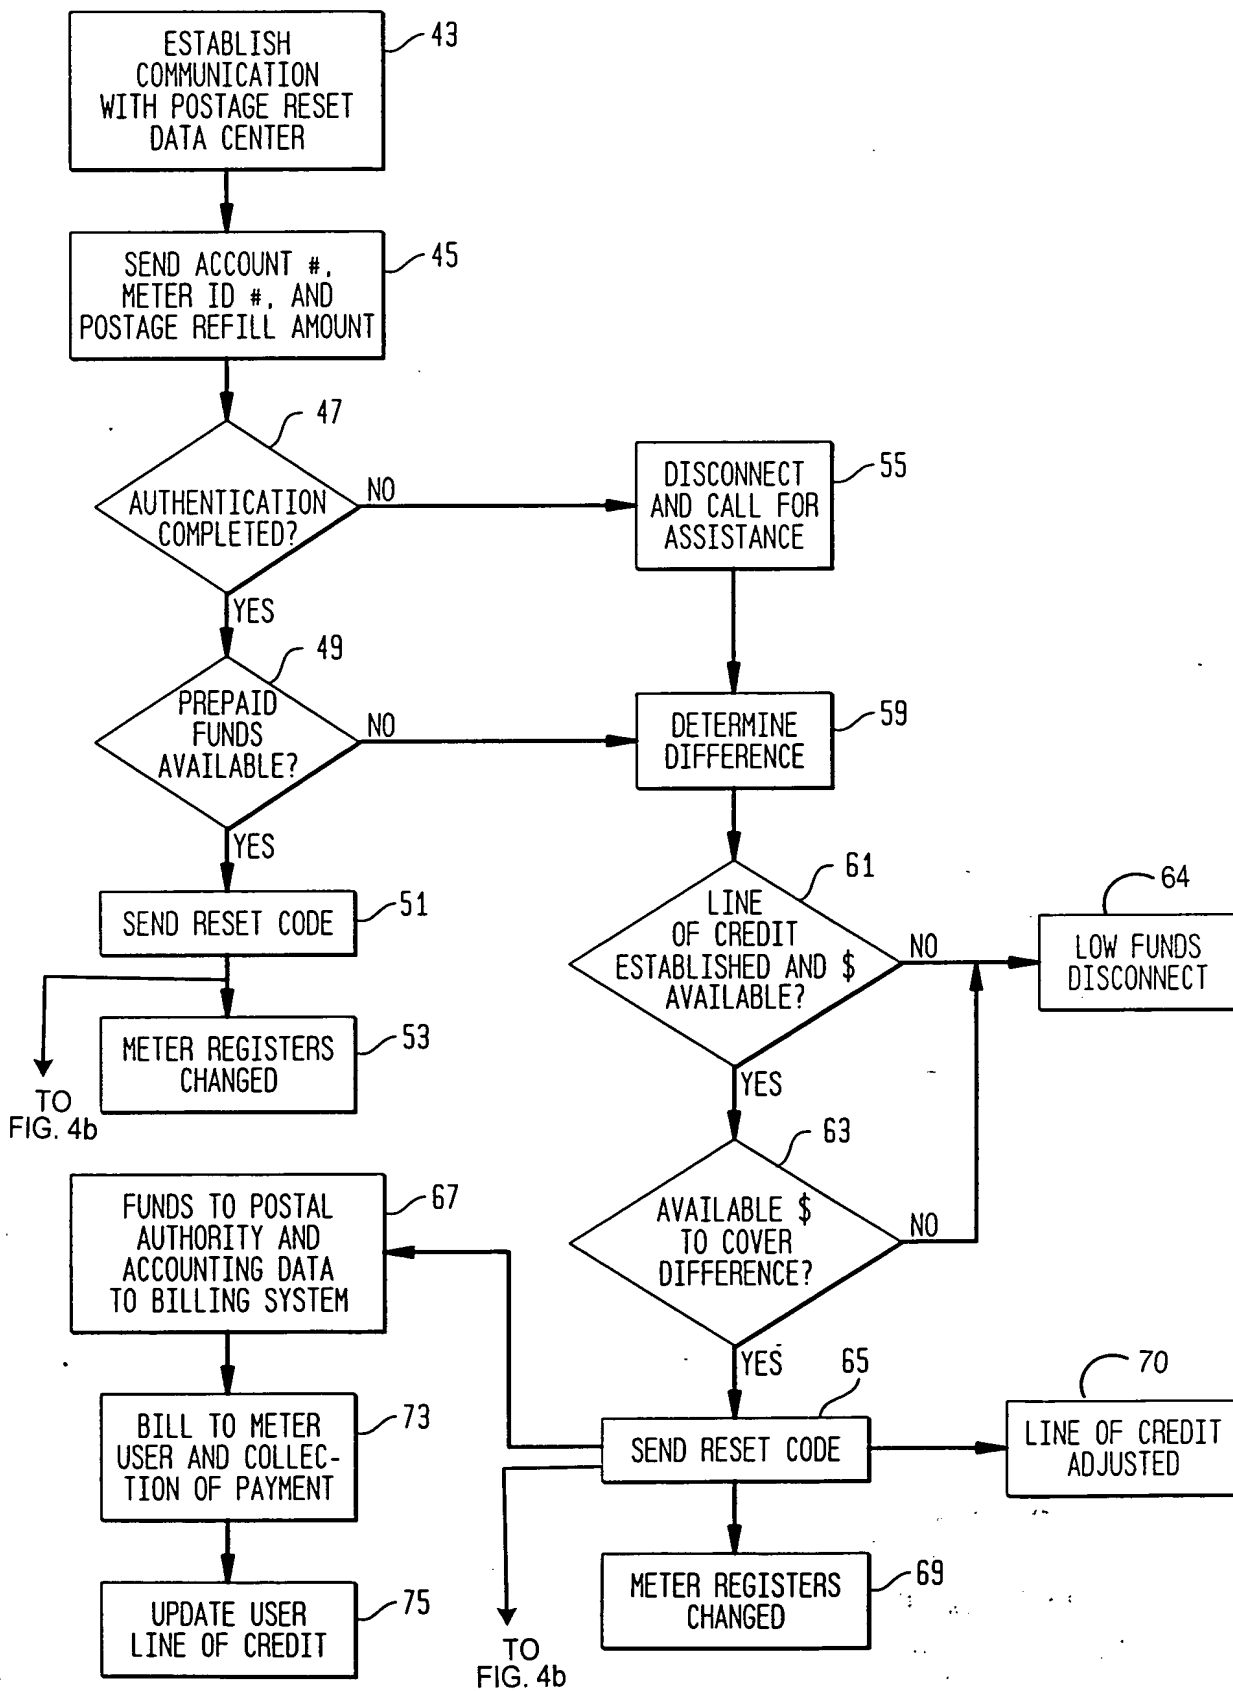 ESTABLISH
COMMUNICATION
WITH POSTAGE RESET
DATA CENTER
43
SEND ACCOUNT #,
METER ID #, AND
POSTAGE REFILL AMOUNT
45
47
AUTHENTICATION
COMPLETED?
NO
YES
DISCONNECT
AND CALL FOR
ASSISTANCE
55
49
PREPAID
FUNDS
AVAILABLE?
NO
YES
DETERMINE
DIFFERENCE
59
SEND RESET CODE
51
METER REGISTERS
CHANGED
53
TO
FIG. 4b
61
LINE
OF CREDIT
ESTABLISHED AND $
AVAILABLE?
NO
YES
64
LOW FUNDS
DISCONNECT
63
AVAILABLE $
TO COVER
DIFFERENCE?
NO
YES
FUNDS TO POSTAL
AUTHORITY AND
ACCOUNTING DATA
TO BILLING SYSTEM
67
65
SEND RESET CODE
70
LINE OF CREDIT
ADJUSTED
BILL TO METER
USER AND COLLEC-
TION OF PAYMENT
73
METER REGISTERS
CHANGED
69
UPDATE USER
LINE OF CREDIT
75
TO
FIG. 4b